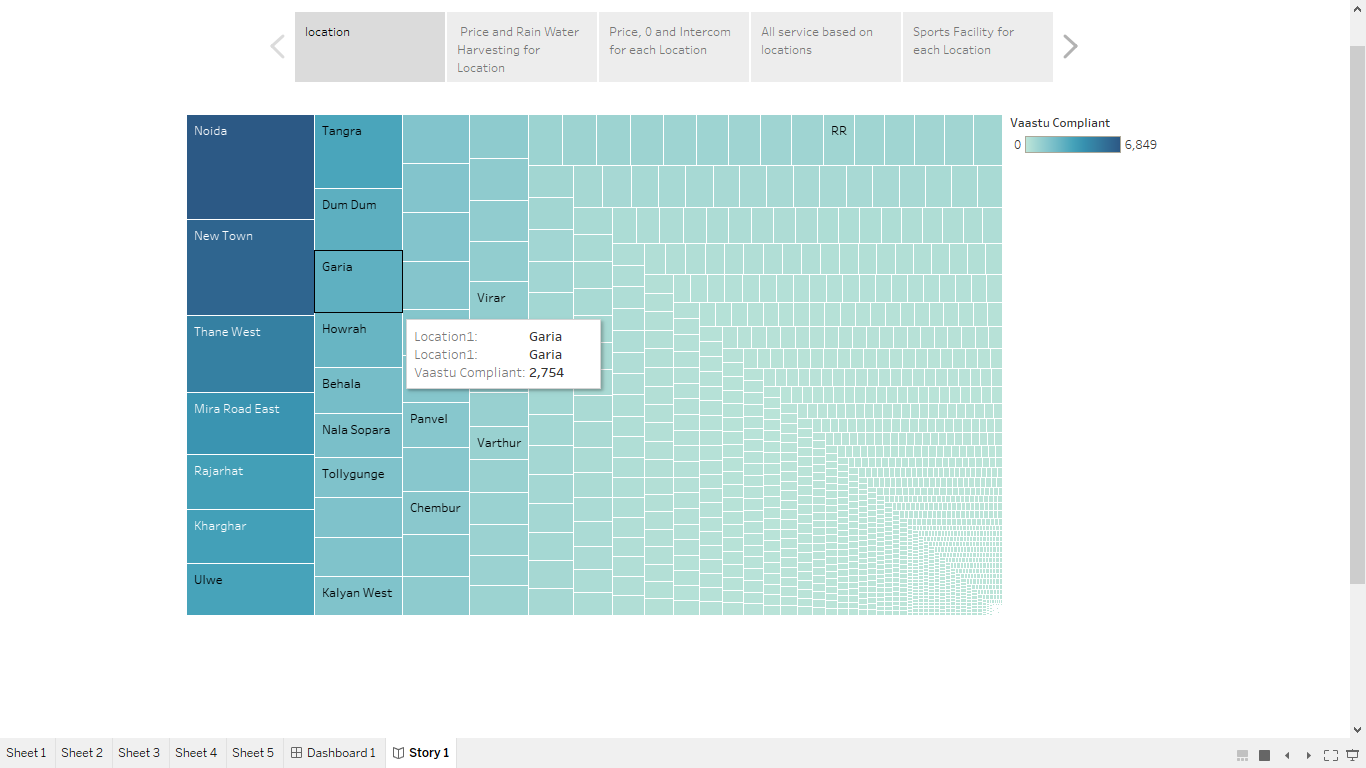 location
Price and Rain Water
Harvesting for
Location
Price, 0 and Intercom
for each Location
All service based on
locations
Sports Facility for
each Location
Noida
New Town
Thane West
Mira Road East
Rajarhat
Kharghar
Ulwe
Tangra
Dum Dum
Garia
Howrah
Behala
Nala Sopara
Tollygunge
Kalyan West
Panvel
Chembur
Virar
Varthur
RR
Location1: Garia
Location1: Garia
Vaastu Compliant: 2,754
Vaastu Compliant
0 6,849
Sheet 1 Sheet 2 Sheet 3 Sheet 4 Sheet 5 Dashboard 1 Story 1